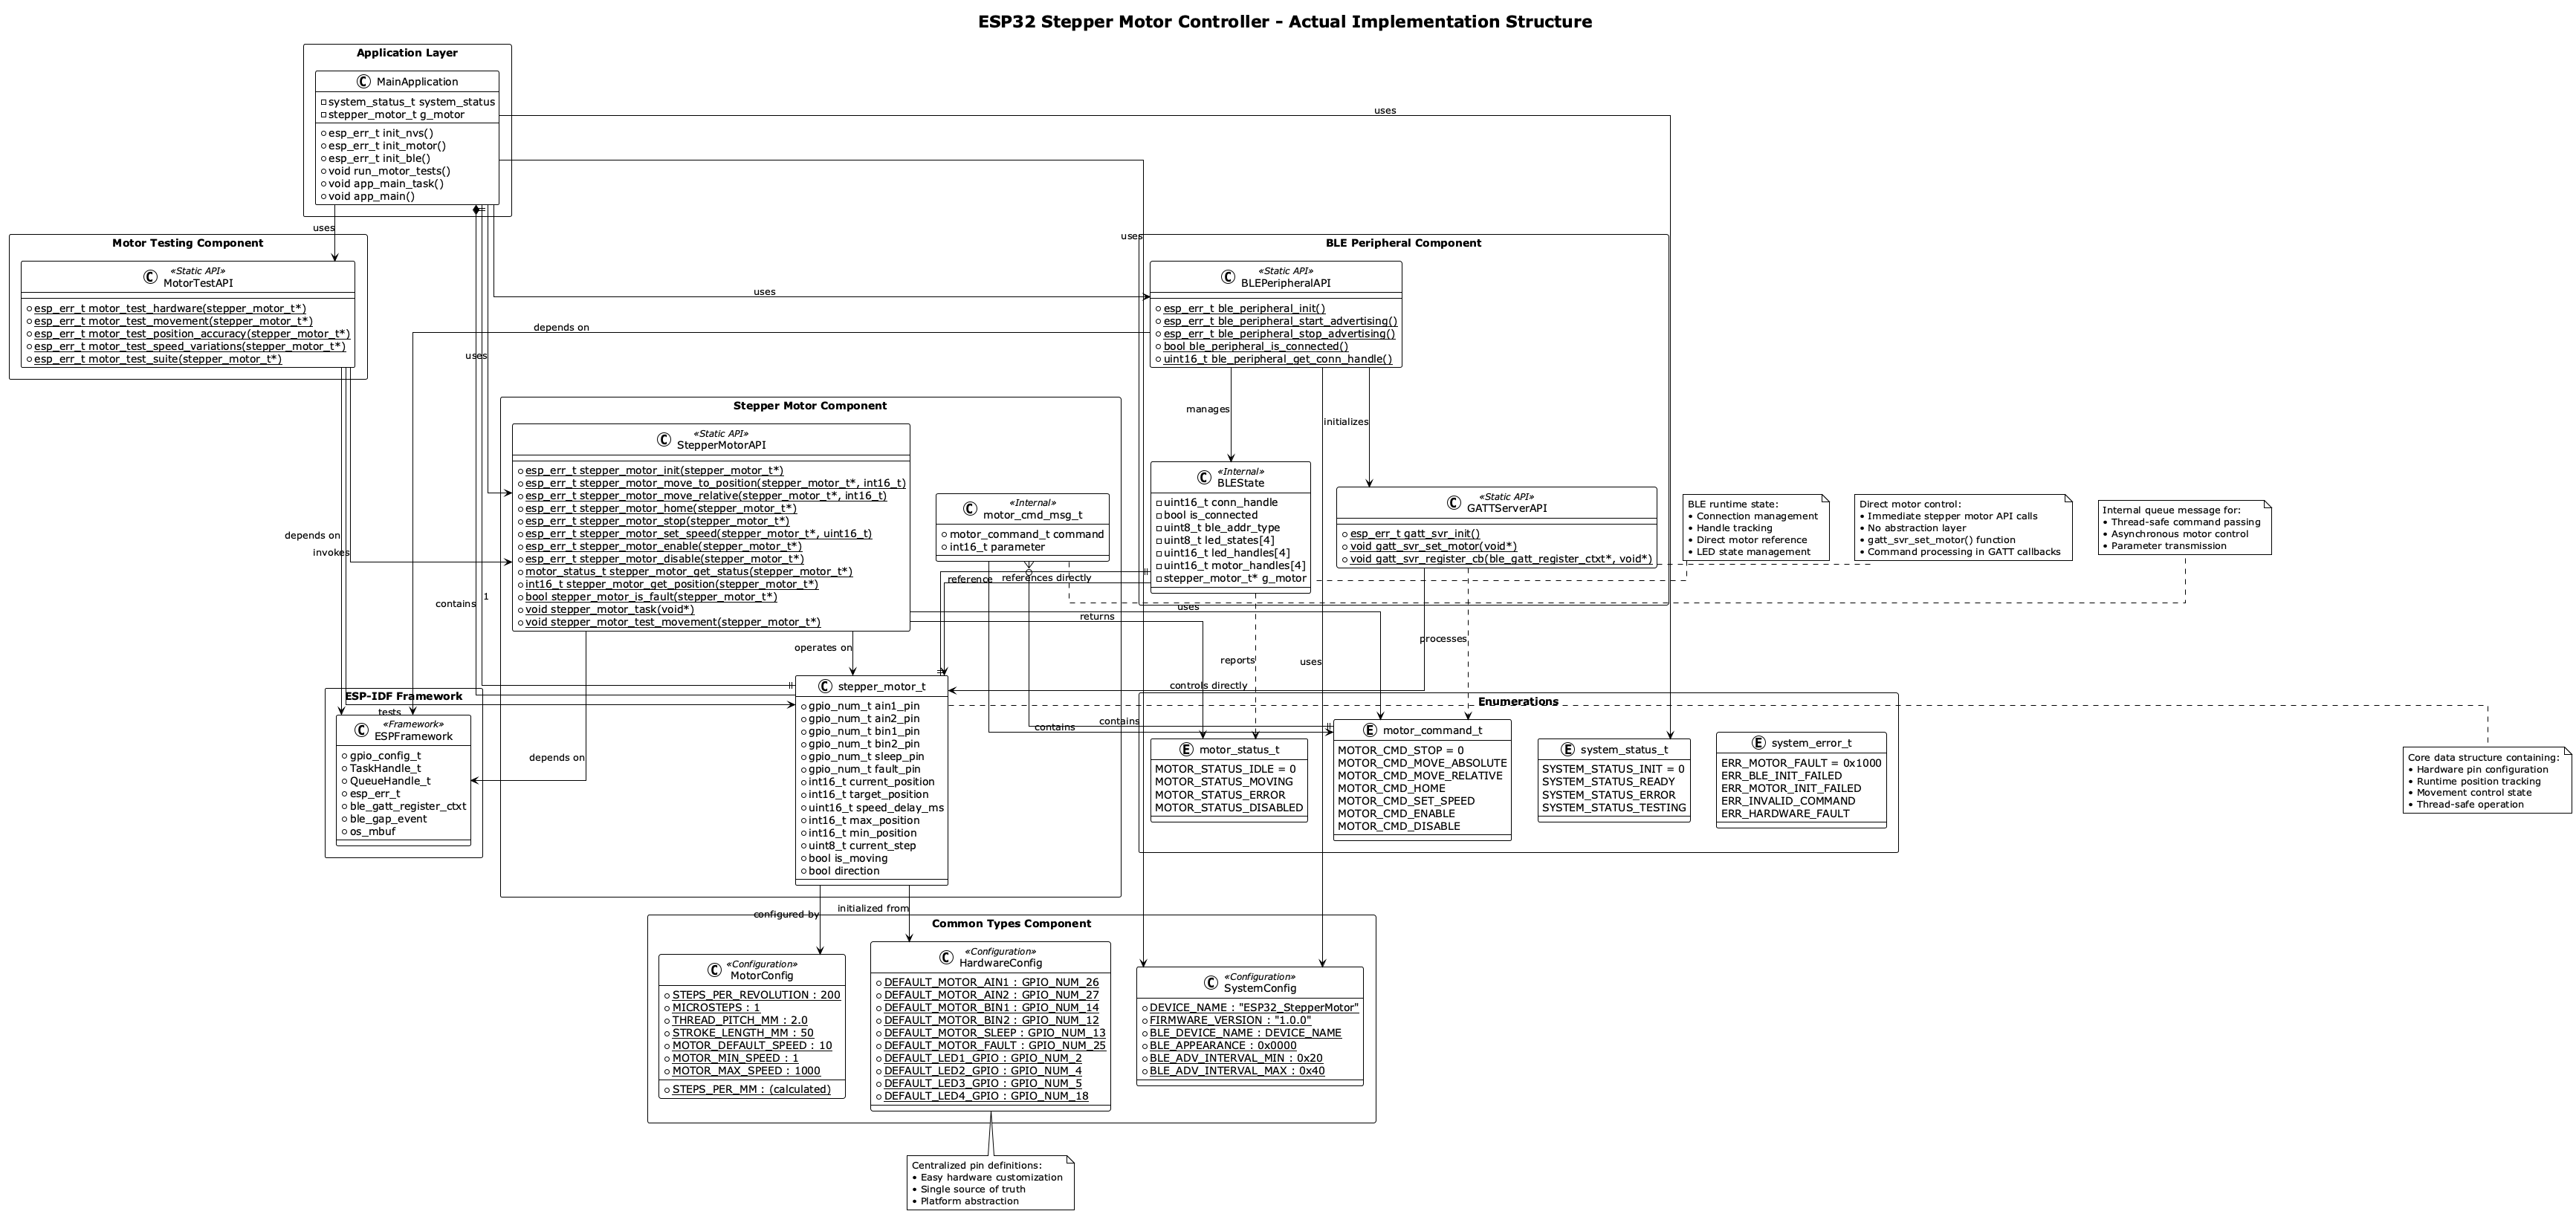 ESP32 Stepper Motor Controller - Actual Implementation Structure
Application Layer
MainApplication
system_status_t system_status
stepper_motor_t g_motor
esp_err_t init_nvs()
esp_err_t init_motor()
esp_err_t init_ble()
void run_motor_tests()
void app_main_task()
void app_main()
uses
uses
uses
uses
uses
Motor Testing Component
«Static API»
MotorTestAPI
esp_err_t motor_test_hardware(stepper_motor_t*)
esp_err_t motor_test_movement(stepper_motor_t*)
esp_err_t motor_test_position_accuracy(stepper_motor_t*)
esp_err_t motor_test_speed_variations(stepper_motor_t*)
esp_err_t motor_test_suite(stepper_motor_t*)
BLE Peripheral Component
«Static API»
BLEPeripheralAPI
esp_err_t ble_peripheral_init()
esp_err_t ble_peripheral_start_advertising()
esp_err_t ble_peripheral_stop_advertising()
bool ble_peripheral_is_connected()
uint16_t ble_peripheral_get_conn_handle()
depends on
manages
initializes
Stepper Motor Component
«Static API»
StepperMotorAPI
esp_err_t stepper_motor_init(stepper_motor_t*)
esp_err_t stepper_motor_move_to_position(stepper_motor_t*, int16_t)
esp_err_t stepper_motor_move_relative(stepper_motor_t*, int16_t)
esp_err_t stepper_motor_home(stepper_motor_t*)
esp_err_t stepper_motor_stop(stepper_motor_t*)
esp_err_t stepper_motor_set_speed(stepper_motor_t*, uint16_t)
esp_err_t stepper_motor_enable(stepper_motor_t*)
esp_err_t stepper_motor_disable(stepper_motor_t*)
motor_status_t stepper_motor_get_status(stepper_motor_t*)
int16_t stepper_motor_get_position(stepper_motor_t*)
bool stepper_motor_is_fault(stepper_motor_t*)
void stepper_motor_task(void*)
void stepper_motor_test_movement(stepper_motor_t*)
«Internal»
motor_cmd_msg_t
motor_command_t command
int16_t parameter
«Internal»
BLEState
uint16_t conn_handle
bool is_connected
uint8_t ble_addr_type
uint8_t led_states[4]
uint16_t led_handles[4]
uint16_t motor_handles[4]
stepper_motor_t* g_motor
«Static API»
GATTServerAPI
esp_err_t gatt_svr_init()
void gatt_svr_set_motor(void*)
void gatt_svr_register_cb(ble_gatt_register_ctxt*, void*)
BLE runtime state:
• Connection management
• Handle tracking
• Direct motor reference
• LED state management
Direct motor control:
• Immediate stepper motor API calls
• No abstraction layer
• gatt_svr_set_motor() function
• Command processing in GATT callbacks
Internal queue message for:
• Thread-safe command passing
• Asynchronous motor control
• Parameter transmission
depends on
invokes
reference
references directly
contains
1
uses
returns
operates on
processes
reports
uses
controls directly
ESP-IDF Framework
tests
«Framework»
ESPFramework
gpio_config_t
TaskHandle_t
QueueHandle_t
esp_err_t
ble_gatt_register_ctxt
ble_gap_event
os_mbuf
depends on
stepper_motor_t
gpio_num_t ain1_pin
gpio_num_t ain2_pin
gpio_num_t bin1_pin
gpio_num_t bin2_pin
gpio_num_t sleep_pin
gpio_num_t fault_pin
int16_t current_position
int16_t target_position
uint16_t speed_delay_ms
int16_t max_position
int16_t min_position
uint8_t current_step
bool is_moving
bool direction
contains
contains
Enumerations
motor_status_t
MOTOR_STATUS_IDLE = 0
MOTOR_STATUS_MOVING
MOTOR_STATUS_ERROR
MOTOR_STATUS_DISABLED
motor_command_t
MOTOR_CMD_STOP = 0
MOTOR_CMD_MOVE_ABSOLUTE
MOTOR_CMD_MOVE_RELATIVE
MOTOR_CMD_HOME
MOTOR_CMD_SET_SPEED
MOTOR_CMD_ENABLE
MOTOR_CMD_DISABLE
system_status_t
SYSTEM_STATUS_INIT = 0
SYSTEM_STATUS_READY
SYSTEM_STATUS_ERROR
SYSTEM_STATUS_TESTING
system_error_t
ERR_MOTOR_FAULT = 0x1000
ERR_BLE_INIT_FAILED
ERR_MOTOR_INIT_FAILED
ERR_INVALID_COMMAND
ERR_HARDWARE_FAULT
Core data structure containing:
• Hardware pin configuration
• Runtime position tracking
• Movement control state
• Thread-safe operation
configured by
initialized from
Common Types Component
«Configuration»
MotorConfig
STEPS_PER_REVOLUTION : 200
MICROSTEPS : 1
THREAD_PITCH_MM : 2.0
STROKE_LENGTH_MM : 50
MOTOR_DEFAULT_SPEED : 10
MOTOR_MIN_SPEED : 1
MOTOR_MAX_SPEED : 1000
STEPS_PER_MM : (calculated)
«Configuration»
HardwareConfig
DEFAULT_MOTOR_AIN1 : GPIO_NUM_26
DEFAULT_MOTOR_AIN2 : GPIO_NUM_27
DEFAULT_MOTOR_BIN1 : GPIO_NUM_14
DEFAULT_MOTOR_BIN2 : GPIO_NUM_12
DEFAULT_MOTOR_SLEEP : GPIO_NUM_13
DEFAULT_MOTOR_FAULT : GPIO_NUM_25
DEFAULT_LED1_GPIO : GPIO_NUM_2
DEFAULT_LED2_GPIO : GPIO_NUM_4
DEFAULT_LED3_GPIO : GPIO_NUM_5
DEFAULT_LED4_GPIO : GPIO_NUM_18
«Configuration»
SystemConfig
DEVICE_NAME : "ESP32_StepperMotor"
FIRMWARE_VERSION : "1.0.0"
BLE_DEVICE_NAME : DEVICE_NAME
BLE_APPEARANCE : 0x0000
BLE_ADV_INTERVAL_MIN : 0x20
BLE_ADV_INTERVAL_MAX : 0x40
Centralized pin definitions:
• Easy hardware customization
• Single source of truth
• Platform abstraction